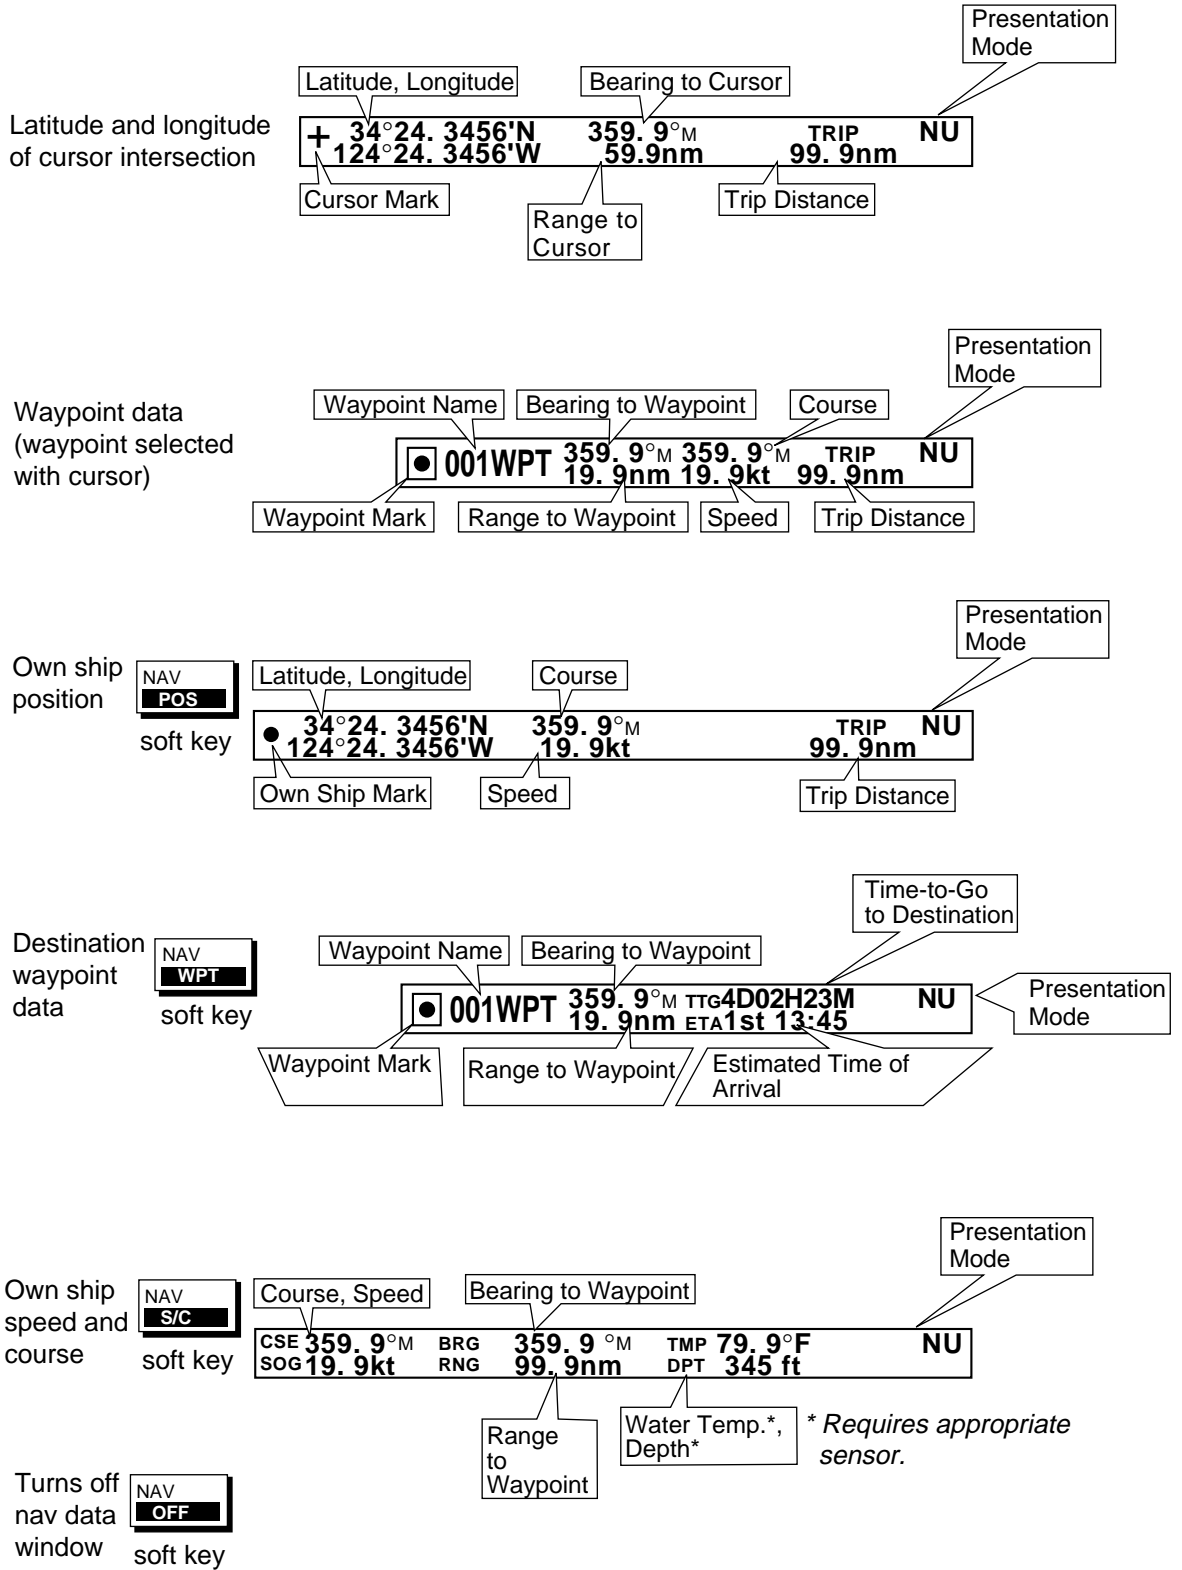 Presentation
Mode
Latitude, Longitude
Bearing to Cursor
Latitude and longitude
of cursor intersection
+ 34°24. 3456'N 359. 9°M TRIP NU
124°24. 3456'W 59.9nm 99. 9nm
Cursor Mark
Trip Distance
Range to
Cursor
Presentation
Mode
Waypoint data
(waypoint selected
with cursor)
Waypoint Name
Bearing to Waypoint
Course
001WPT 359. 9°M 359. 9°M TRIP NU
19. 9nm 19. 9kt 99. 9nm
Waypoint Mark
Range to Waypoint
Speed
Trip Distance
Presentation
Mode
Own ship
position
NAV
POS
soft key
Latitude, Longitude
Course
34°24. 3456'N 359. 9°M TRIP NU
124°24. 3456'W 19. 9kt 99. 9nm
Own Ship Mark
Speed
Trip Distance
Time-to-Go
to Destination
Destination
waypoint
data
NAV
WPT
soft key
Waypoint Name
Bearing to Waypoint
001WPT 359. 9°M TTG4D02H23M NU
19. 9nm ETA1st 13:45
Presentation
Mode
Waypoint Mark
Range to Waypoint
Estimated Time of
Arrival
Presentation
Mode
Own ship
speed and
course
NAV
S/C
soft key
Course, Speed
Bearing to Waypoint
CSE 359. 9°M BRG 359. 9 °M TMP 79. 9°F NU
SOG 19. 9kt RNG 99. 9nm DPT 345 ft
Range
to
Waypoint
Water Temp.*,
Depth*
* Requires appropriate
sensor.
Turns off
nav data
window
NAV
OFF
soft key